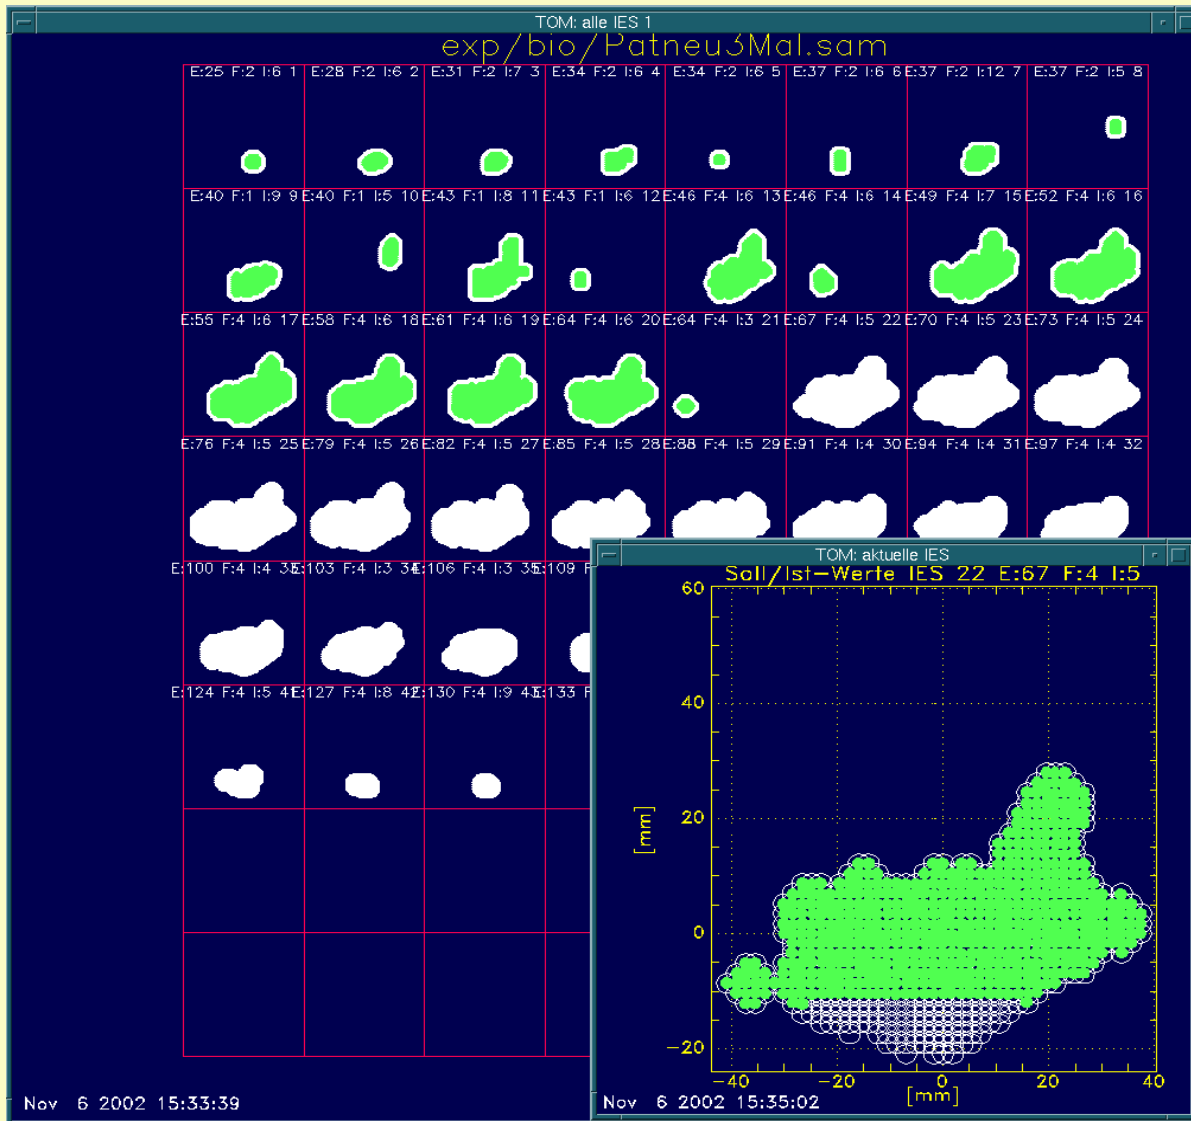 TOM: alle IES 1
exp/bio/Patneu3Mal.sam
E:25 F:2 I:6 1 E:28 F:2 I:6 2 E:31 F:2 I:7 3 E:34 F:2 I:6 4 E:34 F:2 I:6 5 E:37 F:2 I:6 6 E:37 F:2 I:12 7 E:37 F:2 I:5 8
E:40 F:1 I:9 9 E:40 F:1 I:5 10 E:43 F:1 I:8 11 E:43 F:1 I:6 12 E:46 F:4 I:6 13 E:46 F:4 I:6 14 E:49 F:4 I:7 15 E:52 F:4 I:6 16
E:55 F:4 I:6 17 E:58 F:4 I:6 18 E:61 F:4 I:6 19 E:64 F:4 I:6 20 E:64 F:4 I:3 21 E:67 F:4 I:5 22 E:70 F:4 I:5 23 E:73 F:4 I:5 24
E:76 F:4 I:5 25 E:79 F:4 I:5 26 E:82 F:4 I:5 27 E:85 F:4 I:5 28 E:88 F:4 I:5 29 E:91 F:4 I:4 30 E:94 F:4 I:4 31 E:97 F:4 I:4 32
E:100 F:4 I:4 33 E:103 F:4 I:3 34 E:106 F:4 I:3 35 E:109
E:124 F:4 I:5 41 E:127 F:4 I:8 42 E:130 F:4 I:9 43 E:133
Nov 6 2002 15:33:39
TOM: aktuelle IES
Soll/Ist-Werte IES 22 E:67 F:4 I:5
60
40
20
0
-20
[mm]
-40 -20 0 20 40
[mm]
Nov 6 2002 15:35:02